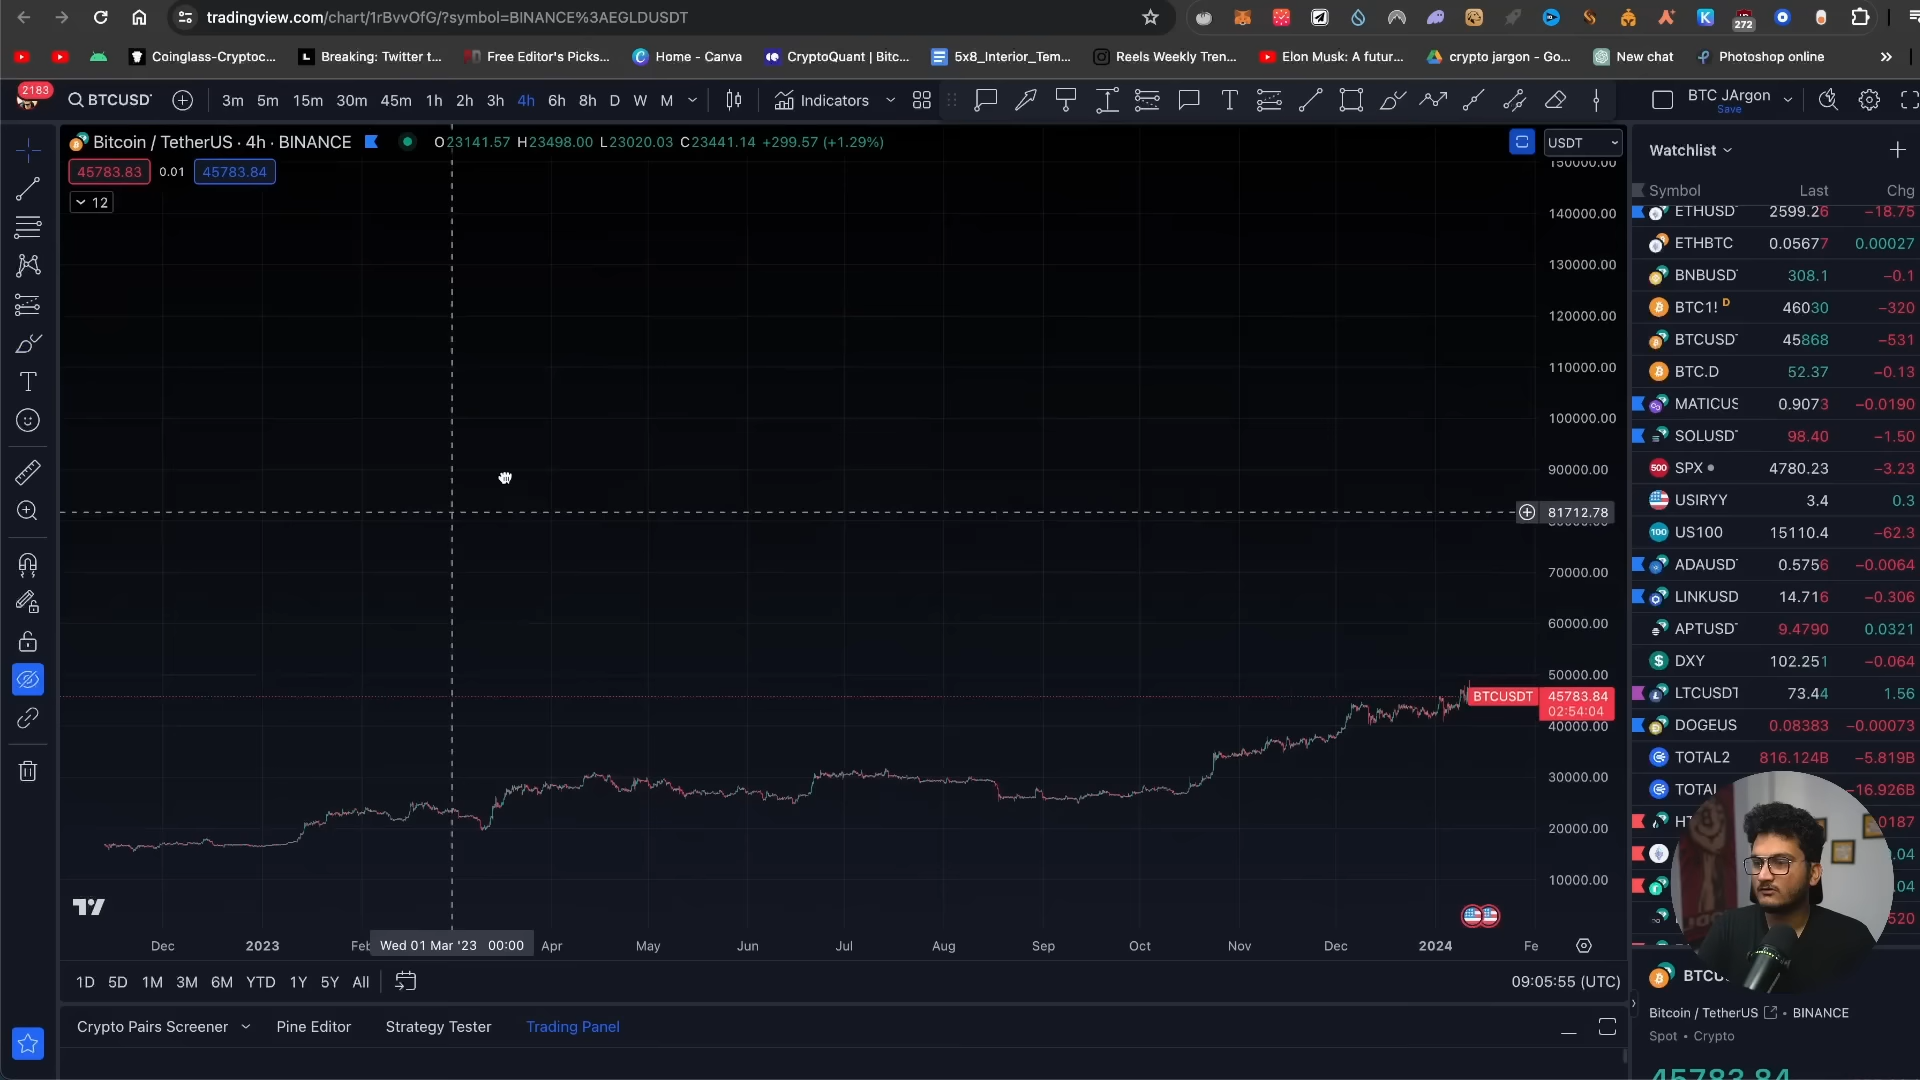 tradingview.com/chart/1rBvvOfG/?symbol=BINANCE%3AEGLDUSDT
272
Coinglass-Cryptoc... Breaking: Twitter t... Free Editor's Picks... Home - Canva CryptoQuant | Bitc... 5x8_Interior_Tem... Reels Weekly Tren... Elon Musk: A futur... crypto jargon - Go... New chat Photoshop online »
2183
BTCUSD 3m 5m 15m 30m 45m 1h 2h 3h 4h 6h 8h D W M Indicators BTC JArgon
Save
Bitcoin / TetherUS · 4h · BINANCE O23141.57 H23498.00 L23020.03 C23441.14 +299.57 (+1.29%) USDT
45783.83 0.01 45783.84
12
150000.00
140000.00
130000.00
120000.00
110000.00
100000.00
90000.00
81712.78
70000.00
60000.00
50000.00
BTCUSDT 45783.84
02:54:04
40000.00
30000.00
20000.00
10000.00
Dec 2023 Feb Wed 01 Mar '23 00:00 Apr May Jun Jul Aug Sep Oct Nov Dec 2024 Fe
1D 5D 1M 3M 6M YTD 1Y 5Y All 09:05:55 (UTC)
Crypto Pairs Screener Pine Editor Strategy Tester Trading Panel
Watchlist
Symbol Last Chg
ETHUSD 2599.26 −18.75
ETHBTC 0.05677 0.00027
BNBUSD 308.1 −0.1
BTC1! D 46030 −320
BTCUSD 45868 −531
BTC.D 52.37 −0.13
MATICUS 0.9073 −0.0190
SOLUSD 98.40 −1.50
500 SPX 4780.23 −3.23
USIRYY 3.4 0.3
100 US100 15110.4 −62.3
ADAUSD 0.5756 −0.0064
LINKUSD 14.716 −0.306
APTUSD 9.4790 0.0321
DXY 102.251 −0.064
LTCUSDT 73.44 1.56
DOGEUS 0.08383 −0.00073
TOTAL2 816.124B −5.819B
TOTAL −16.926B
HT 0187
.04
.04
520
BTCU
Bitcoin / TetherUS • BINANCE
Spot • Crypto
45783.84